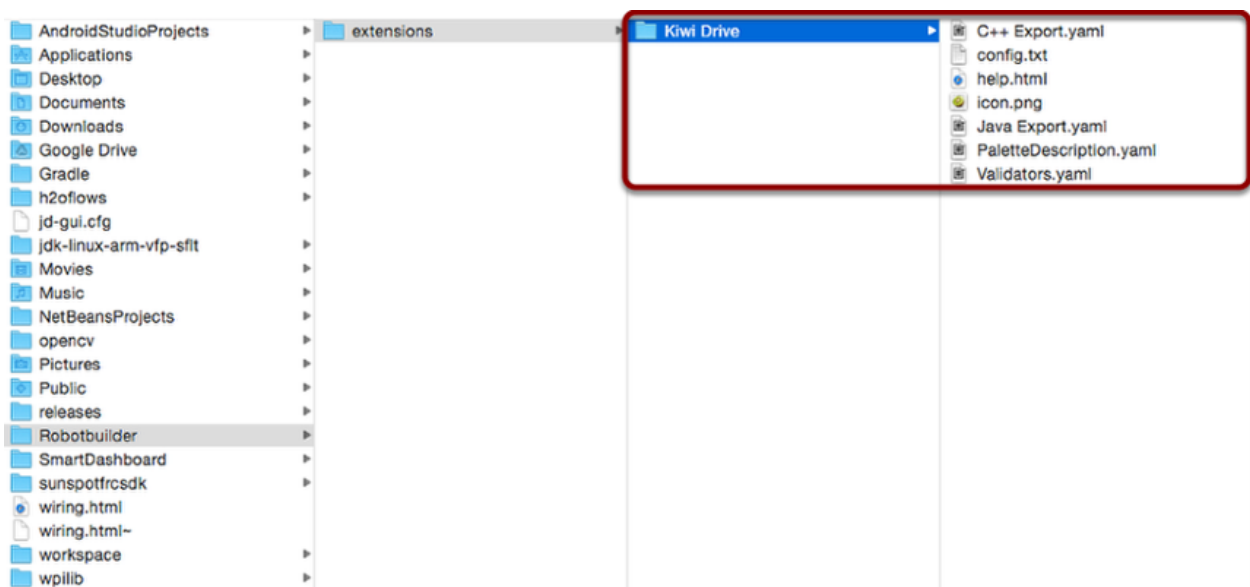 AndroidStudioProjects
Applications
Desktop
Documents
Downloads
Google Drive
Gradle
h2oflows
jd-gui.cfg
jdk-linux-arm-vfp-sflt
Movies
Music
NetBeansProjects
opencv
Pictures
Public
releases
Robotbuilder
SmartDashboard
sunspotfrcsdk
wiring.html
wiring.html~
workspace
wpilib
extensions
Kiwi Drive
C++ Export.yaml
config.txt
help.html
icon.png
Java Export.yaml
PaletteDescription.yaml
Validators.yaml